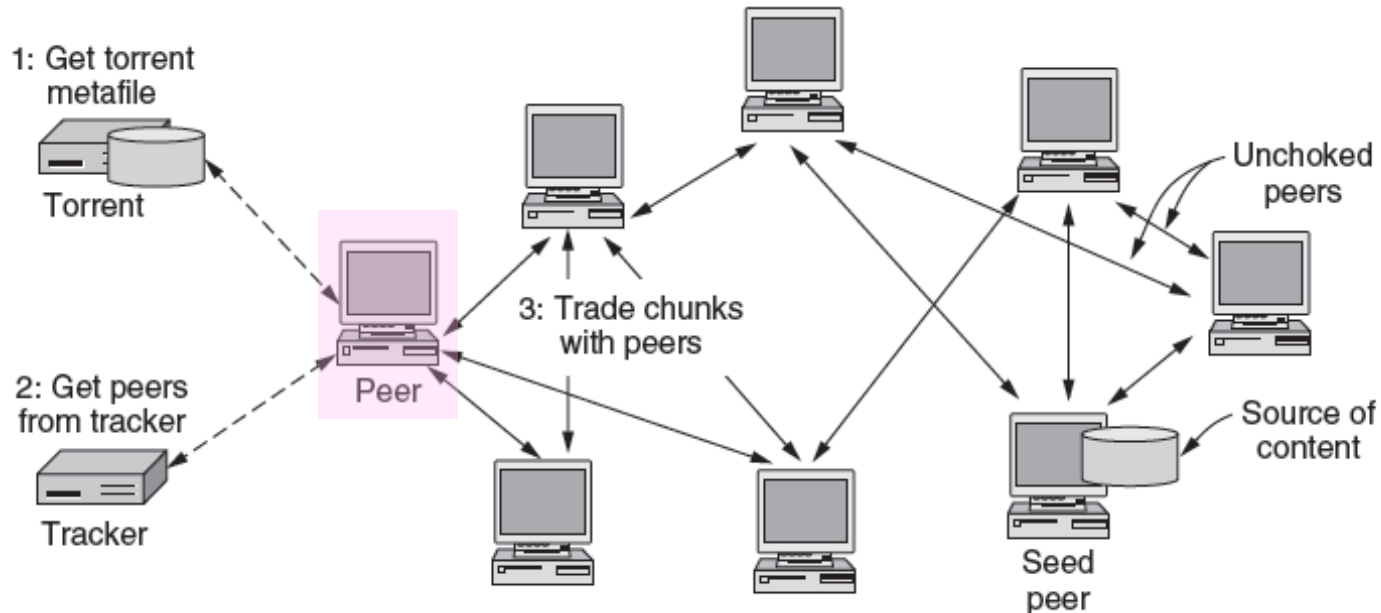 1: Get torrent
metafile
Torrent
Unchoked
peers
3: Trade chunks
with peers
Peer
2: Get peers
from tracker
Tracker
Source of
content
Seed
peer